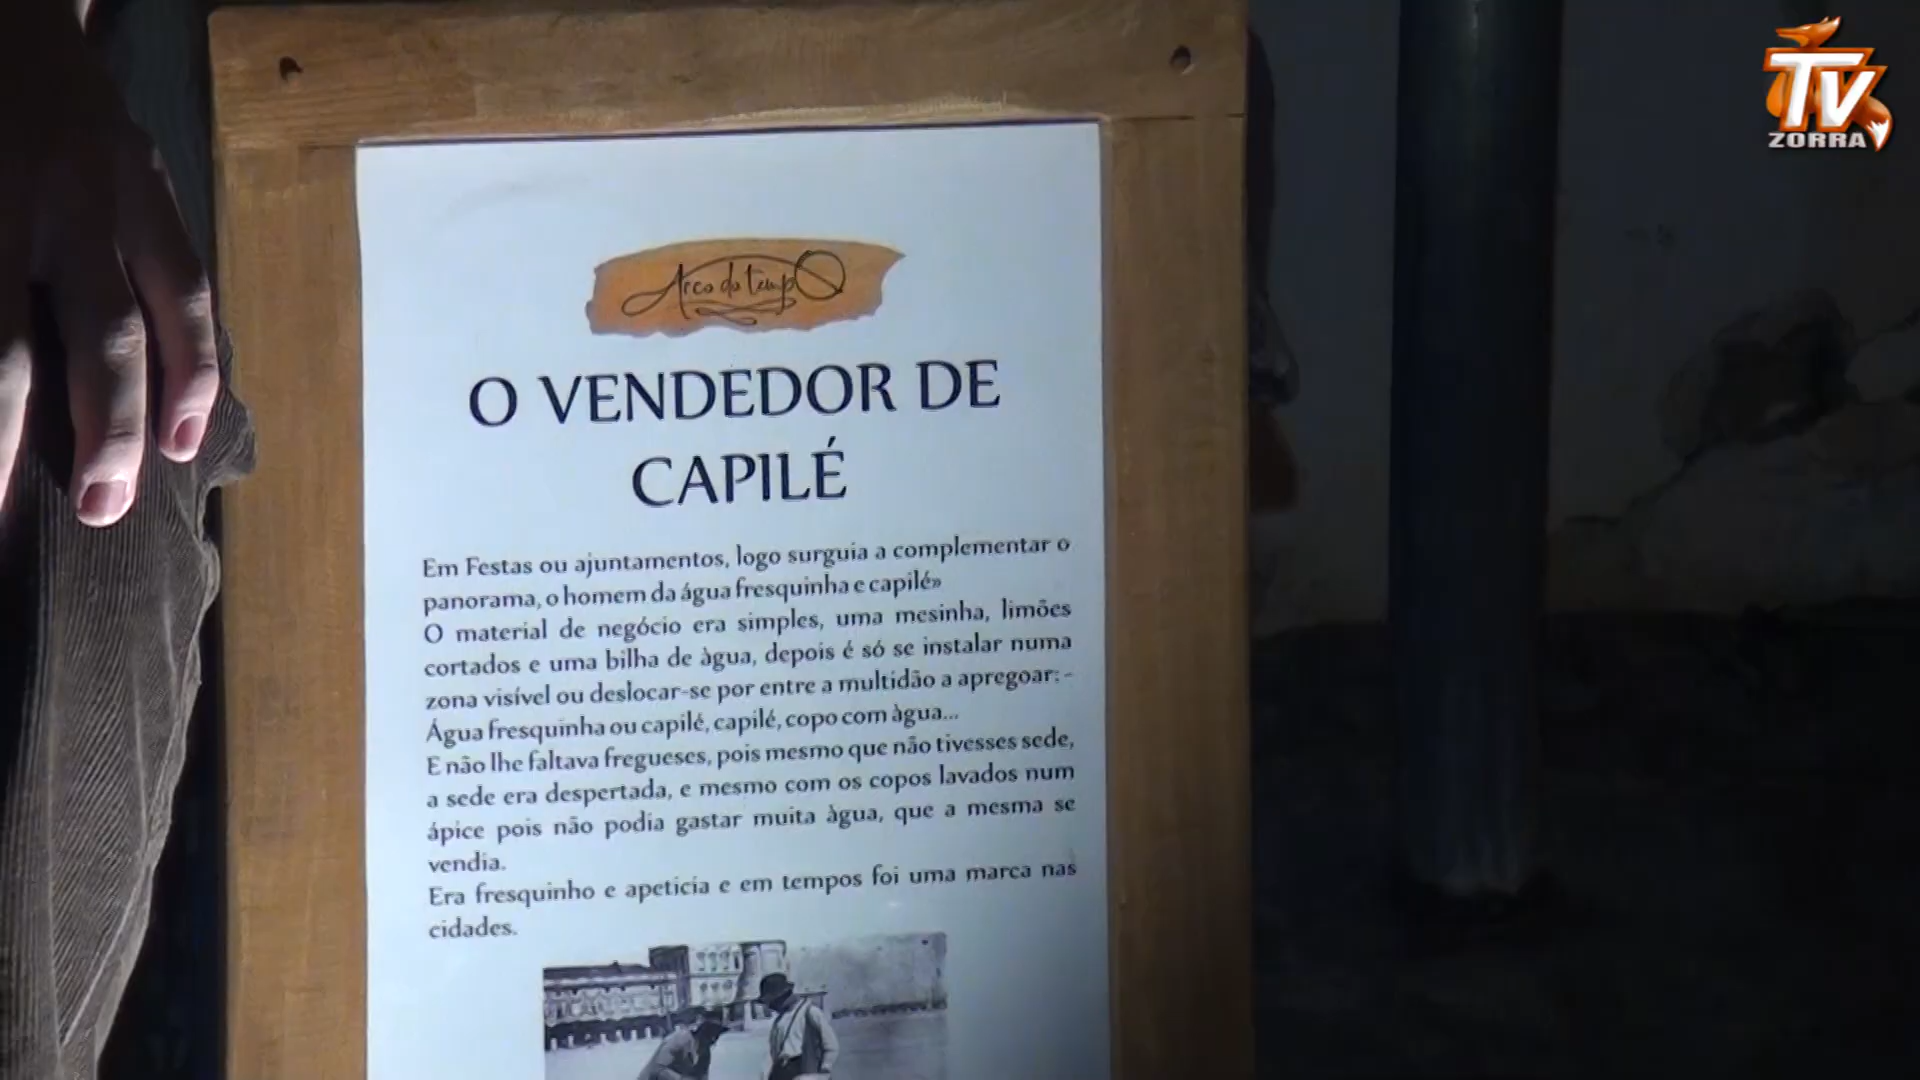 TV
ZORRA
Arco do tempO
O VENDEDOR DE
CAPILÉ
Em Festas ou ajuntamentos, logo surguia a complementar o
panorama, o homem da água fresquinha e capilé»
O material de negócio era simples, uma mesinha, limões
cortados e uma bilha de àgua, depois é só se instalar numa
zona visível ou deslocar-se por entre a multidão a apregoar: -
Água fresquinha ou capilé, capilé, copo com àgua...
E não lhe faltava fregueses, pois mesmo que não tivesses sede,
a sede era despertada, e mesmo com os copos lavados num
ápice pois não podia gastar muita àgua, que a mesma se
vendia.
Era fresquinho e apeticia e em tempos foi uma marca nas
cidades.